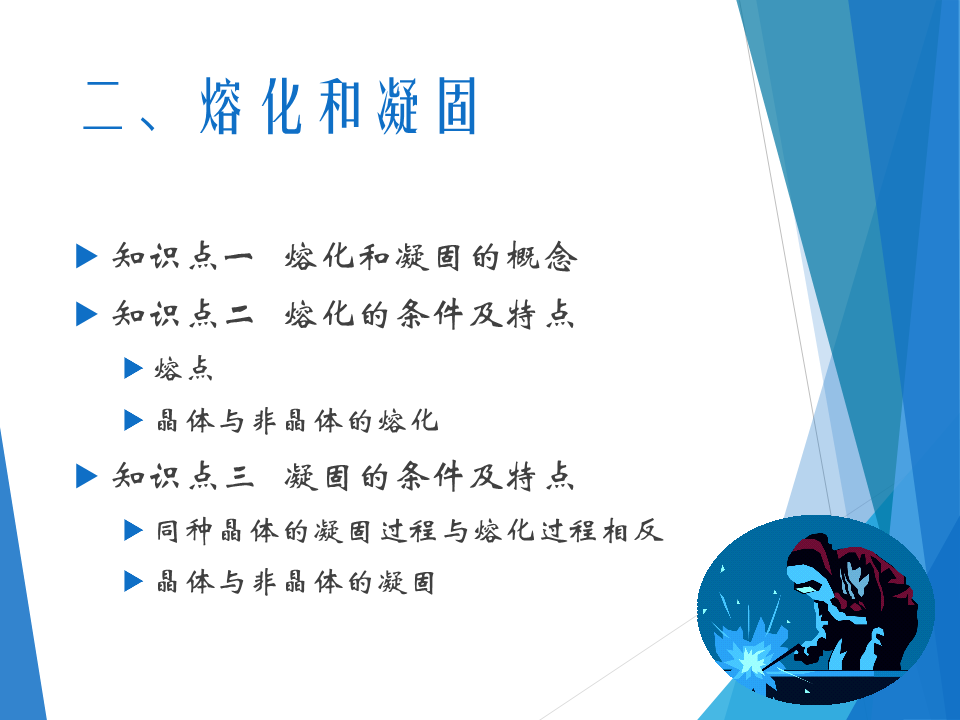 二、熔化和凝固
知识点一 熔化和凝固的概念
知识点二 熔化的条件及特点
熔点
晶体与非晶体的熔化
知识点三 凝固的条件及特点
同种晶体的凝固过程与熔化过程相反
晶体与非晶体的凝固